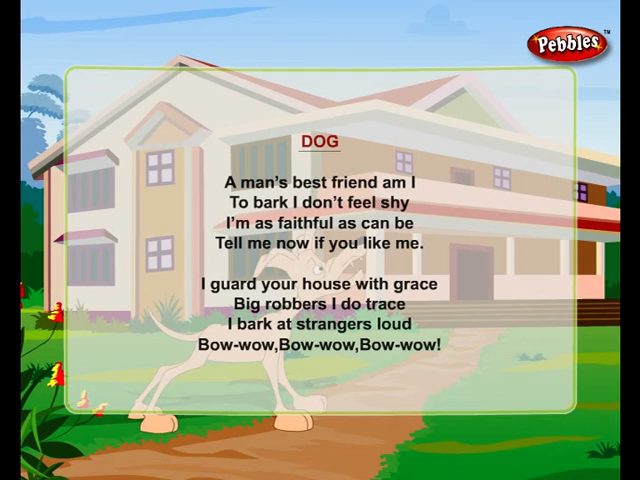 Pebbles™
DOG
A man's best friend am I
To bark I don't feel shy
I'm as faithful as can be
Tell me now if you like me.
I guard your house with grace
Big robbers I do trace
I bark at strangers loud
Bow-wow,Bow-wow,Bow-wow!